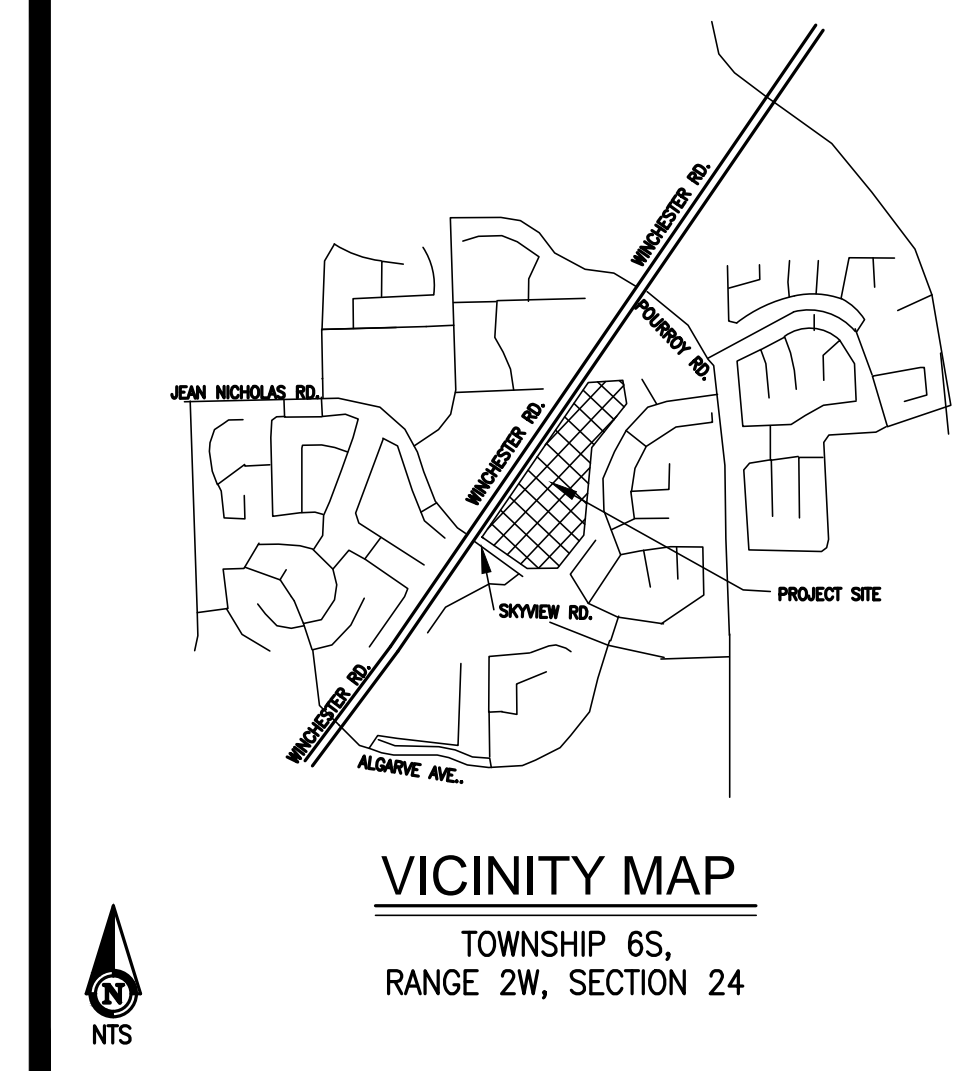 WINCHESTER RD.
POURROY RD.
JEAN NICHOLAS RD.
WINCHESTER RD.
PROJECT SITE
SKYVIEW RD.
WINCHESTER RD.
ALGARVE AVE..
VICINITY MAP
TOWNSHIP 6S,
RANGE 2W, SECTION 24
N
NTS